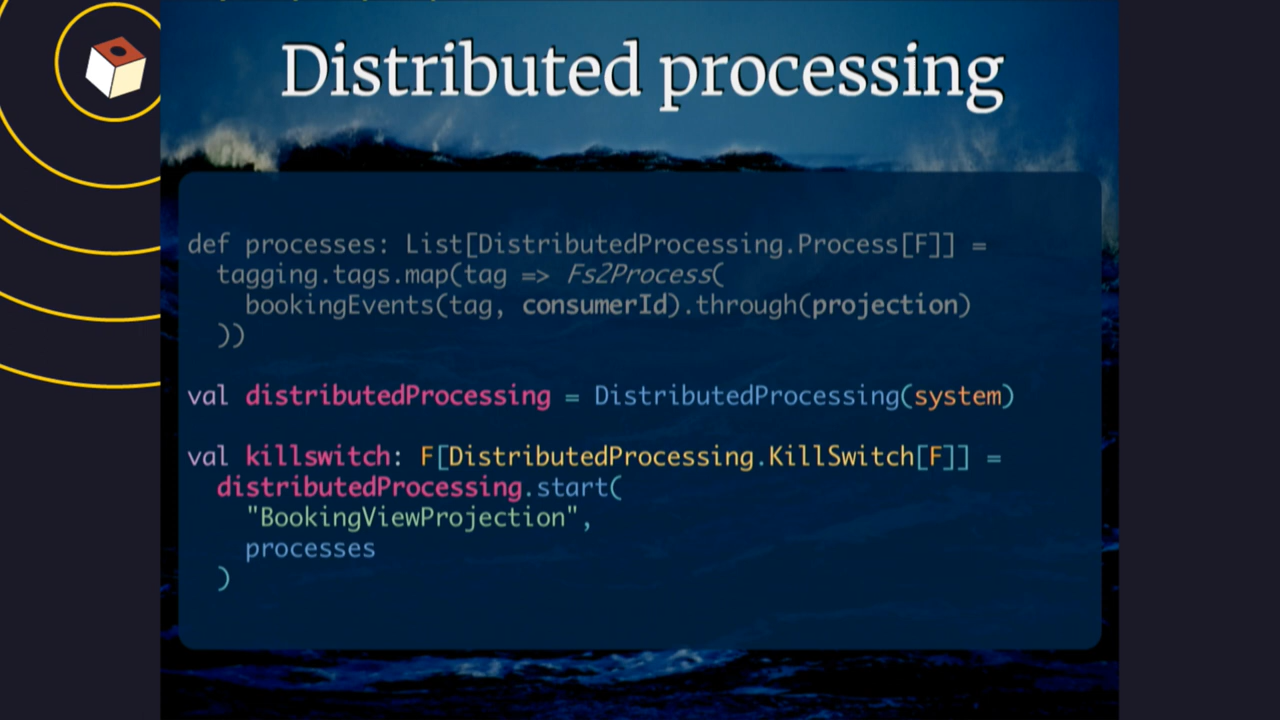 Distributed processing
def processes: List[DistributedProcessing.Process[F]] =
tagging.tags.map(tag => Fs2Process(
bookingEvents(tag, consumerId).through(projection)
))
val distributedProcessing = DistributedProcessing(system)
val killswitch: F[DistributedProcessing.KillSwitch[F]] =
distributedProcessing.start(
"BookingViewProjection",
processes
)